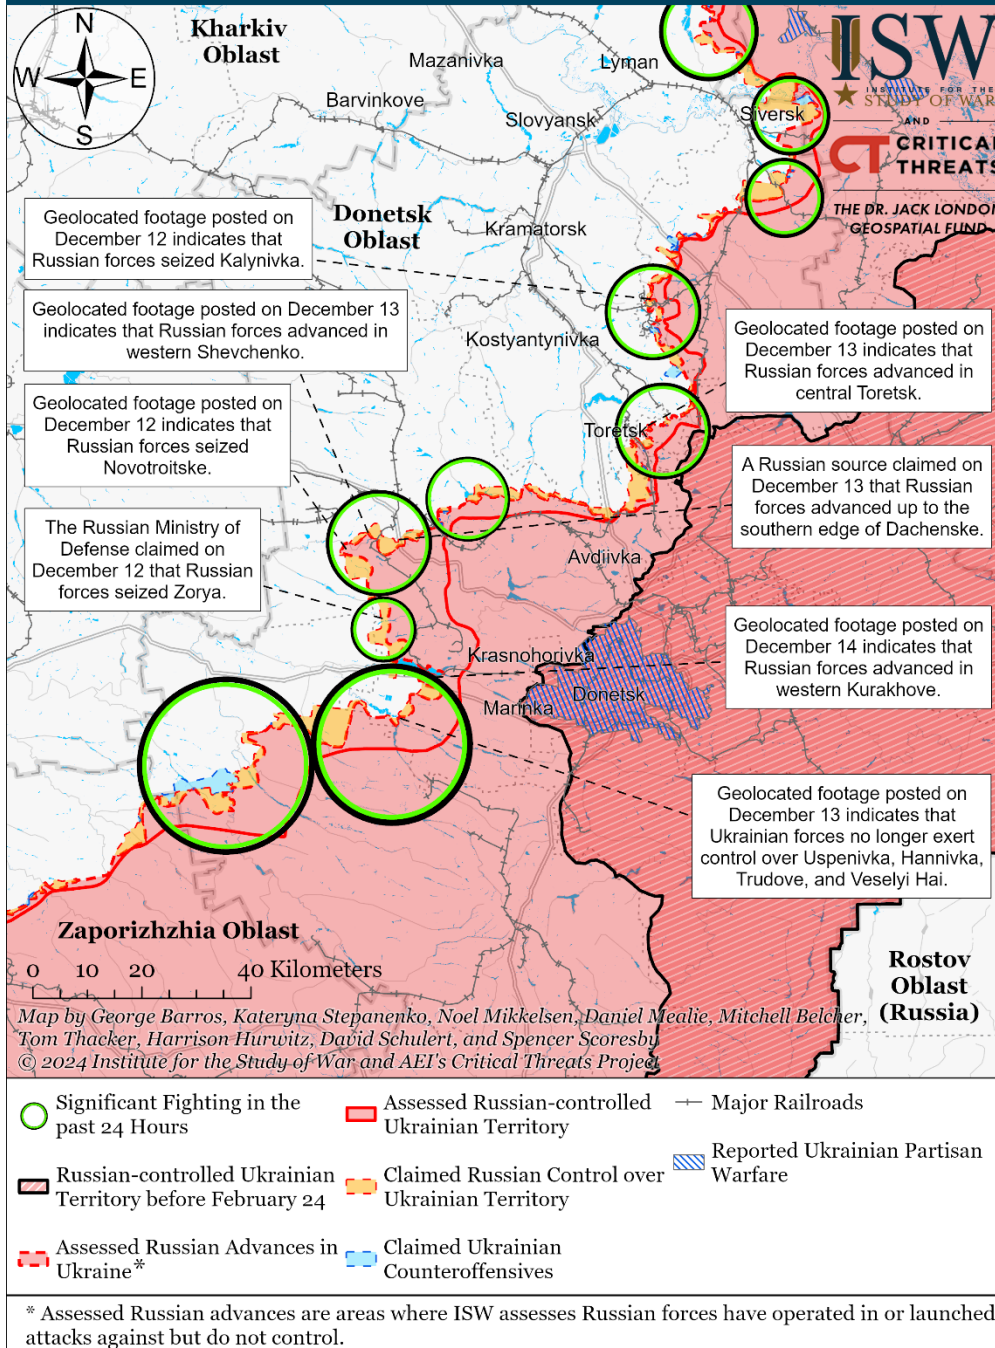 N
W
E
S
Kharkiv
Oblast
Mazanivka
Lyman
Barvinkove
Slovyansk
Siversk
ISW
INSTITUTE FOR THE
STUDY OF WAR
AND
CT CRITICAL
THREATS
THE DR. JACK LONDON
GEOSPATIAL FUND
Geolocated footage posted on
December 12 indicates that
Russian forces seized Kalynivka.
Donetsk
Oblast
Kramatorsk
Geolocated footage posted on December 13
indicates that Russian forces advanced in
western Shevchenko.
Kostyantynivka
Geolocated footage posted on
December 13 indicates that
Russian forces advanced in
central Toretsk.
Geolocated footage posted on
December 12 indicates that
Russian forces seized
Novotroitske.
Toretsk
A Russian source claimed on
December 13 that Russian
forces advanced up to the
southern edge of Dachenske.
The Russian Ministry of
Defense claimed on
December 12 that Russian
forces seized Zorya.
Avdiivka
Geolocated footage posted on
December 14 indicates that
Russian forces advanced in
western Kurakhove.
Krasnohorivka
Donetsk
Marinka
Geolocated footage posted on
December 13 indicates that
Ukrainian forces no longer exert
control over Uspenivka, Hannivka,
Trudove, and Veselyi Hai.
Zaporizhzhia Oblast
Rostov
Oblast
(Russia)
0 10 20 40 Kilometers
Map by George Barros, Kateryna Stepanenko, Noel Mikkelsen, Daniel Mealie, Mitchell Belcher,
Tom Thacker, Harrison Hurwitz, David Schulert, and Spencer Scoresby
© 2024 Institute for the Study of War and AEI's Critical Threats Project
Significant Fighting in the
past 24 Hours
Russian-controlled Ukrainian
Territory before February 24
Assessed Russian Advances in
Ukraine*
Assessed Russian-controlled
Ukrainian Territory
Claimed Russian Control over
Ukrainian Territory
Claimed Ukrainian
Counteroffensives
Major Railroads
Reported Ukrainian Partisan
Warfare
* Assessed Russian advances are areas where ISW assesses Russian forces have operated in or launched
attacks against but do not control.